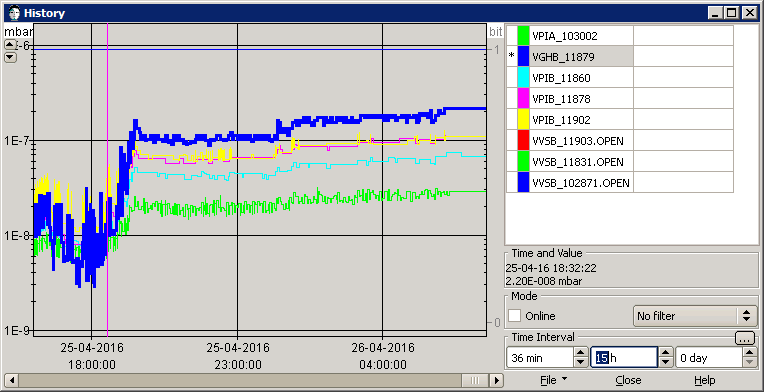 History
mbar
bit
E-6
1E-7
1E-8
1E-9
1
0
25-04-2016
18:00:00
25-04-2016
23:00:00
26-04-2016
04:00:00
VPIA_103002
* VGHB_11879
VPIB_11860
VPIB_11878
VPIB_11902
VVSB_11903.OPEN
VVSB_11831.OPEN
VVSB_102871.OPEN
Time and Value
25-04-16 18:32:22
2.20E-008 mbar
Mode
Online
No filter
Time Interval
...
36 min
15 h
0 day
File
Close
Help